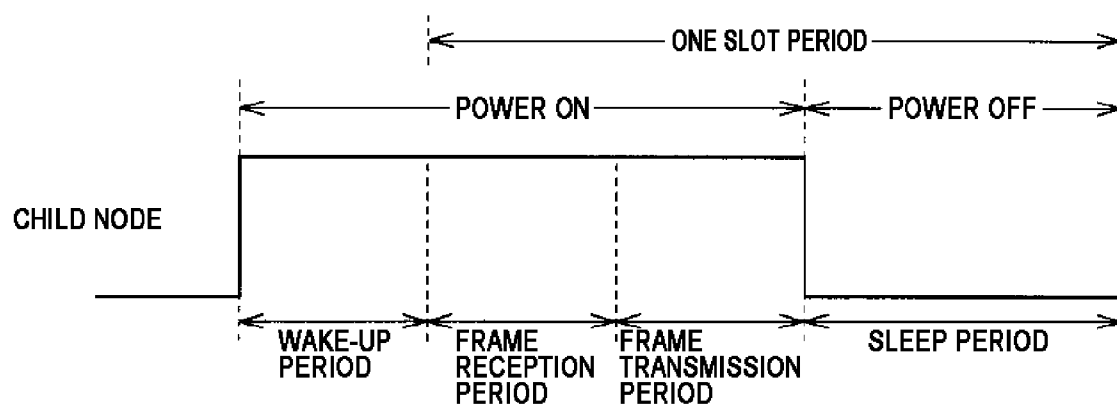 ONE SLOT PERIOD
POWER ON
POWER OFF
CHILD NODE
WAKE-UP
PERIOD
FRAME
RECEPTION
PERIOD
FRAME
TRANSMISSION
PERIOD
SLEEP PERIOD